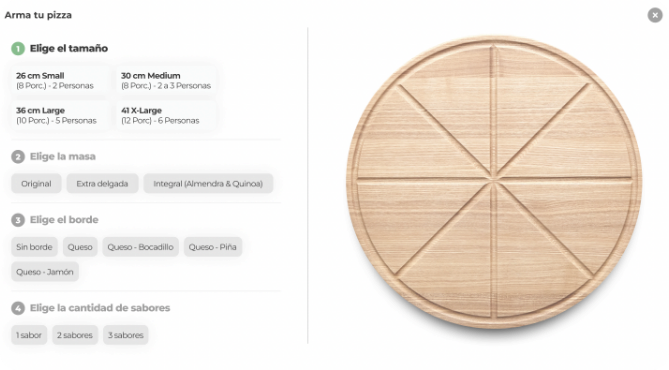 Arma tu pizza
1 Elige el tamaño
26 cm Small
(8 Porc.) - 2 Personas
30 cm Medium
(8 Porc.) - 2 a 3 Personas
36 cm Large
(10 Porc.) - 5 Personas
41 X-Large
(12 Porc) - 6 Personas
2 Elige la masa
Original Extra delgada Integral (Almendra & Quinoa)
3 Elige el borde
Sin borde Queso Queso - Bocadillo Queso - Piña
Queso - Jamón
4 Elige la cantidad de sabores
1 sabor 2 sabores 3 sabores